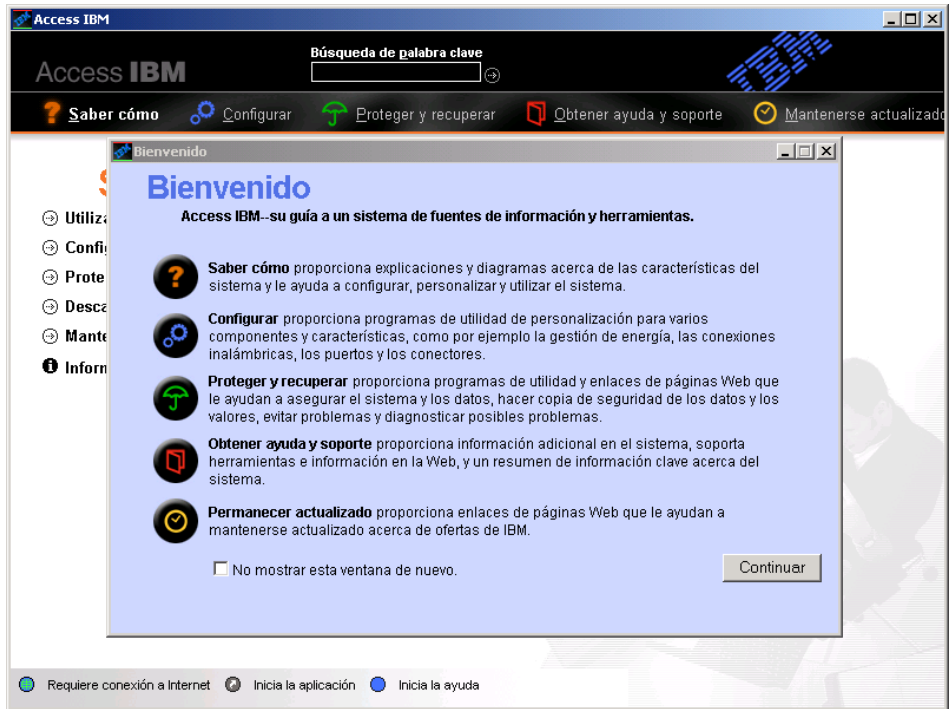 Access IBM
Búsqueda de palabra clave
Access IBM
IBM
Saber cómo Configurar Proteger y recuperar Obtener ayuda y soporte Mantenerse actualizado
Bienvenido
Bienvenido
Access IBM--su guía a un sistema de fuentes de información y herramientas.
Saber cómo proporciona explicaciones y diagramas acerca de las características del
sistema y le ayuda a configurar, personalizar y utilizar el sistema.
Configurar proporciona programas de utilidad de personalización para varios
componentes y características, como por ejemplo la gestión de energía, las conexiones
inalámbricas, los puertos y los conectores.
Proteger y recuperar proporciona programas de utilidad y enlaces de páginas Web que
le ayudan a asegurar el sistema y los datos, hacer copia de seguridad de los datos y los
valores, evitar problemas y diagnosticar posibles problemas.
Obtener ayuda y soporte proporciona información adicional en el sistema, soporta
herramientas e información en la Web, y un resumen de información clave acerca del
sistema.
Permanecer actualizado proporciona enlaces de páginas Web que le ayudan a
mantenerse actualizado acerca de ofertas de IBM.
No mostrar esta ventana de nuevo.
Continuar
Utiliza
Config
Prote
Desca
Mante
Inform
Requiere conexión a Internet Inicia la aplicación Inicia la ayuda